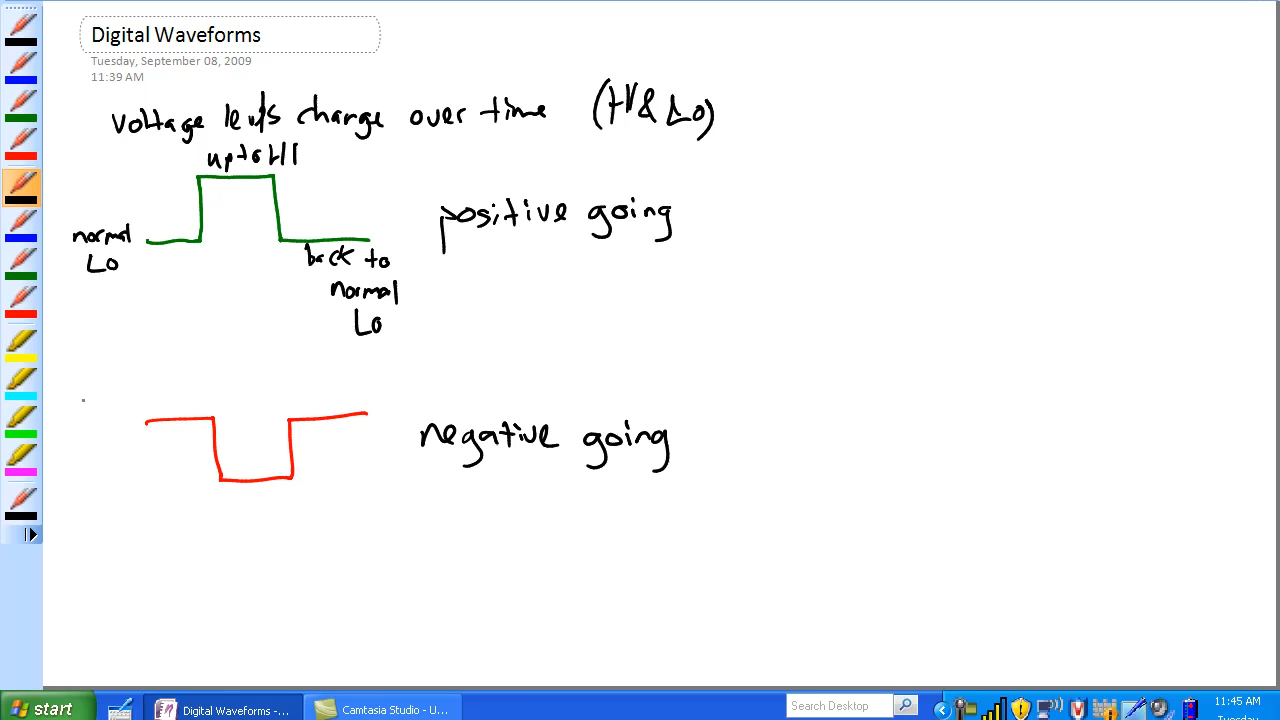 Digital Waveforms
Tuesday, September 08, 2009
11:39 AM
voltage levels change over time (HI & LO)
up to HI
normal
LO
positive going
back to
normal
LO
negative going
start
Digital Waveforms -...
Camtasia Studio - U...
Search Desktop
11:45 AM
Tuesday